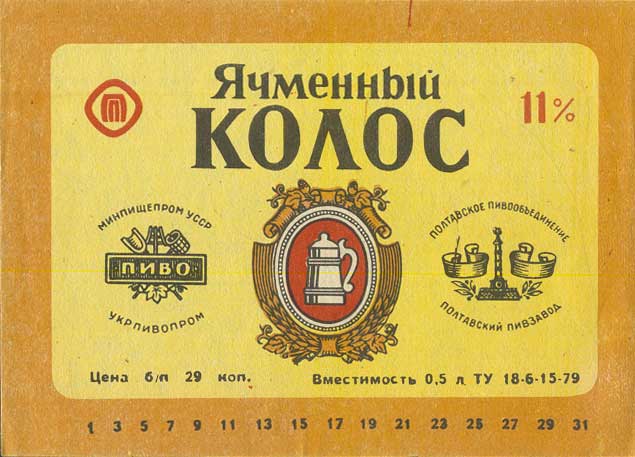 Ячменный
КОЛОС
11%
МИНПИЩЕПРОМ УССР
ПИВО
УКРПИВОПРОМ
ПОЛТАВСКОЕ ПИВООБЪЕДИНЕНИЕ
ПОЛТАВСКИЙ ПИВЗАВОД
Цена б/п 29 коп.
Вместимость 0,5 л ТУ 18-6-15-79
1 3 5 7 9 11 13 15 17 19 21 23 25 27 29 31